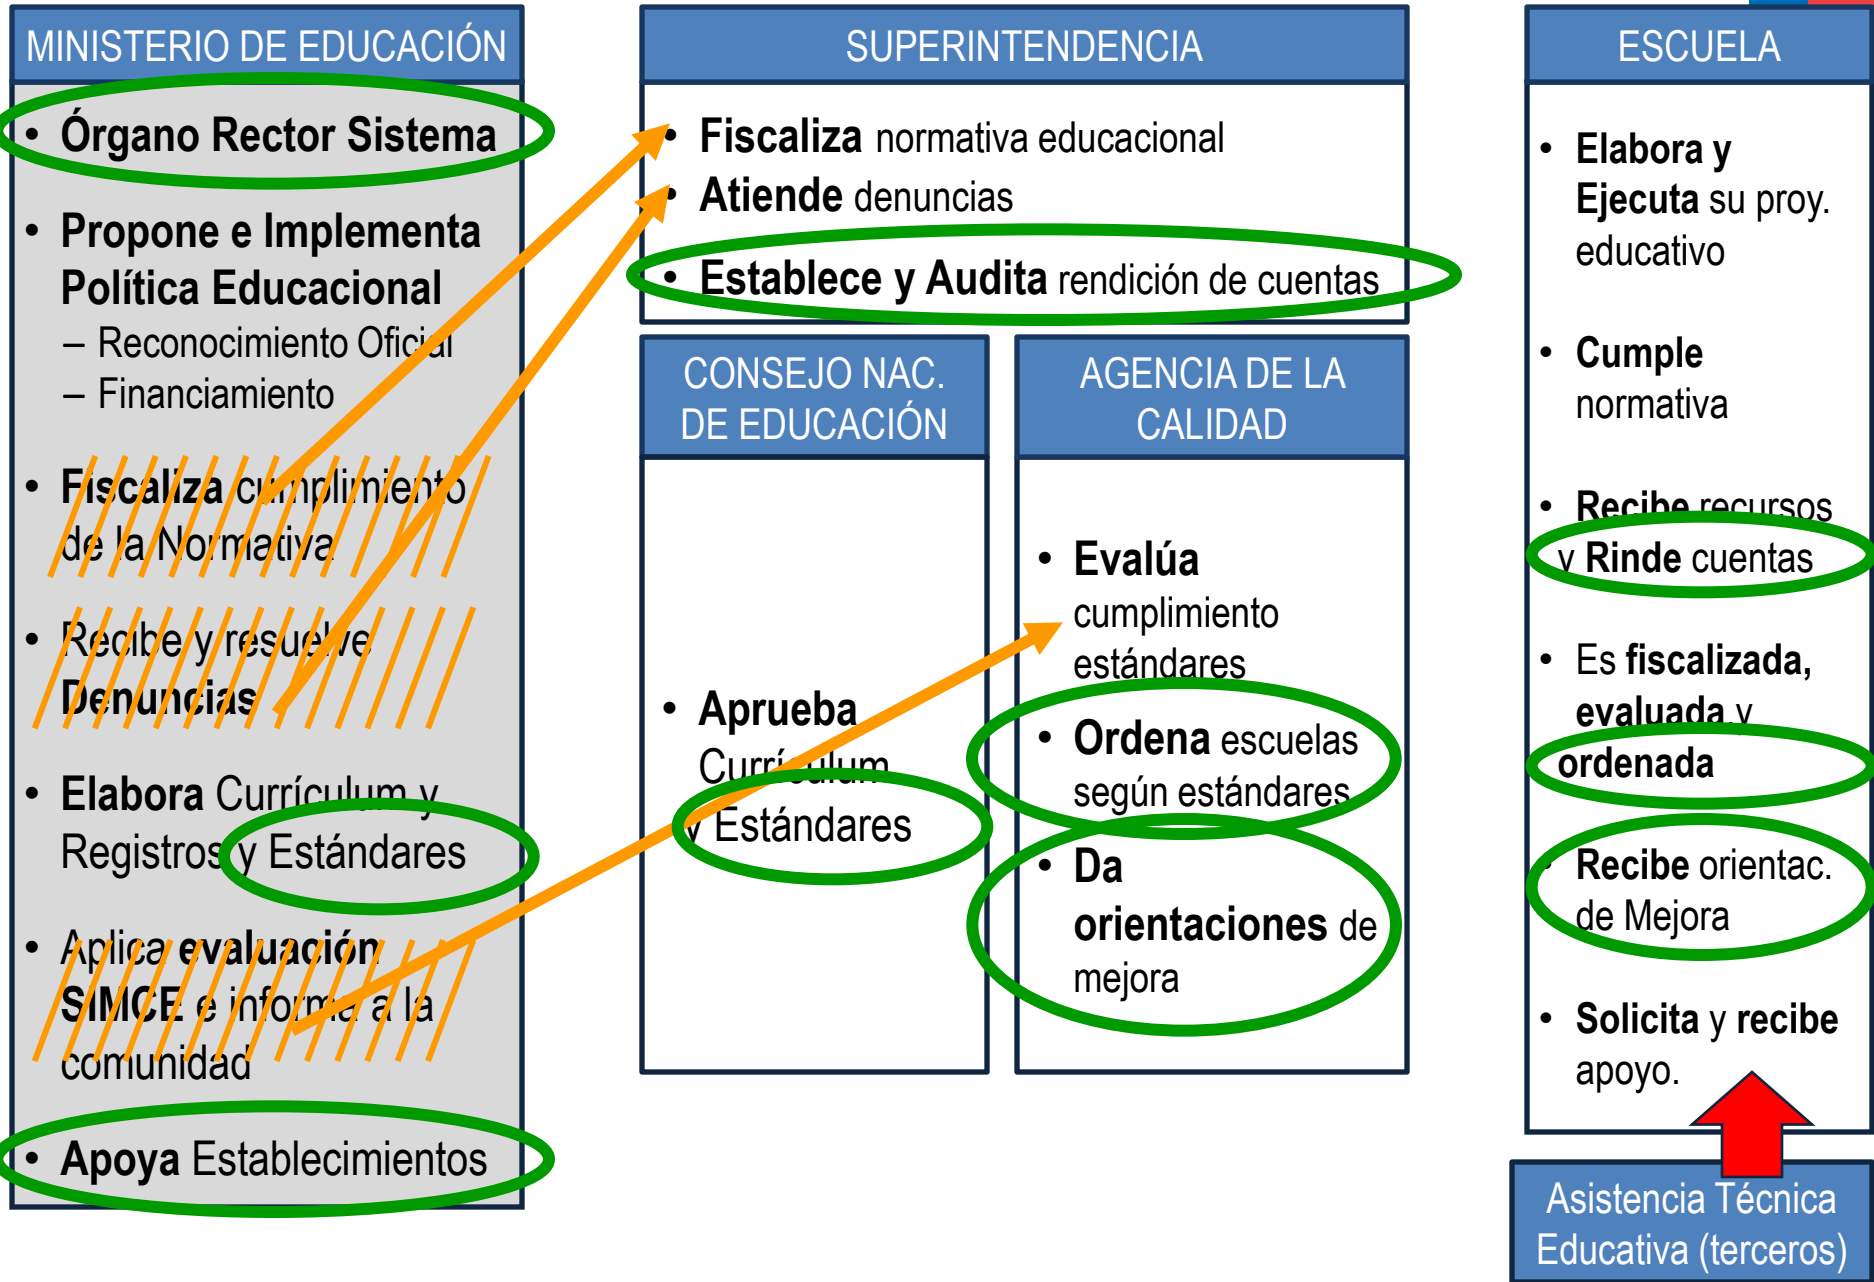 MINISTERIO DE EDUCACIÓN
• Órgano Rector Sistema
• Propone e Implementa
Política Educacional
– Reconocimiento Oficial
– Financiamiento
• Fiscaliza cumplimiento
de la Normativa
• Recibe y resuelve
Denuncias
• Elabora Currículum y
Registros y Estándares
• Aplica evaluación
SIMCE e informa a la
comunidad
• Apoya Establecimientos
SUPERINTENDENCIA
• Fiscaliza normativa educacional
• Atiende denuncias
• Establece y Audita rendición de cuentas
CONSEJO NAC.
DE EDUCACIÓN
• Aprueba
Currículum
y Estándares
AGENCIA DE LA
CALIDAD
• Evalúa
cumplimiento
estándares
• Ordena escuelas
según estándares
• Da
orientaciones de
mejora
ESCUELA
• Elabora y
Ejecuta su proy.
educativo
• Cumple
normativa
• Recibe recursos
y Rinde cuentas
• Es fiscalizada,
evaluada y
ordenada
• Recibe orientac.
de Mejora
• Solicita y recibe
apoyo.
Asistencia Técnica
Educativa (terceros)